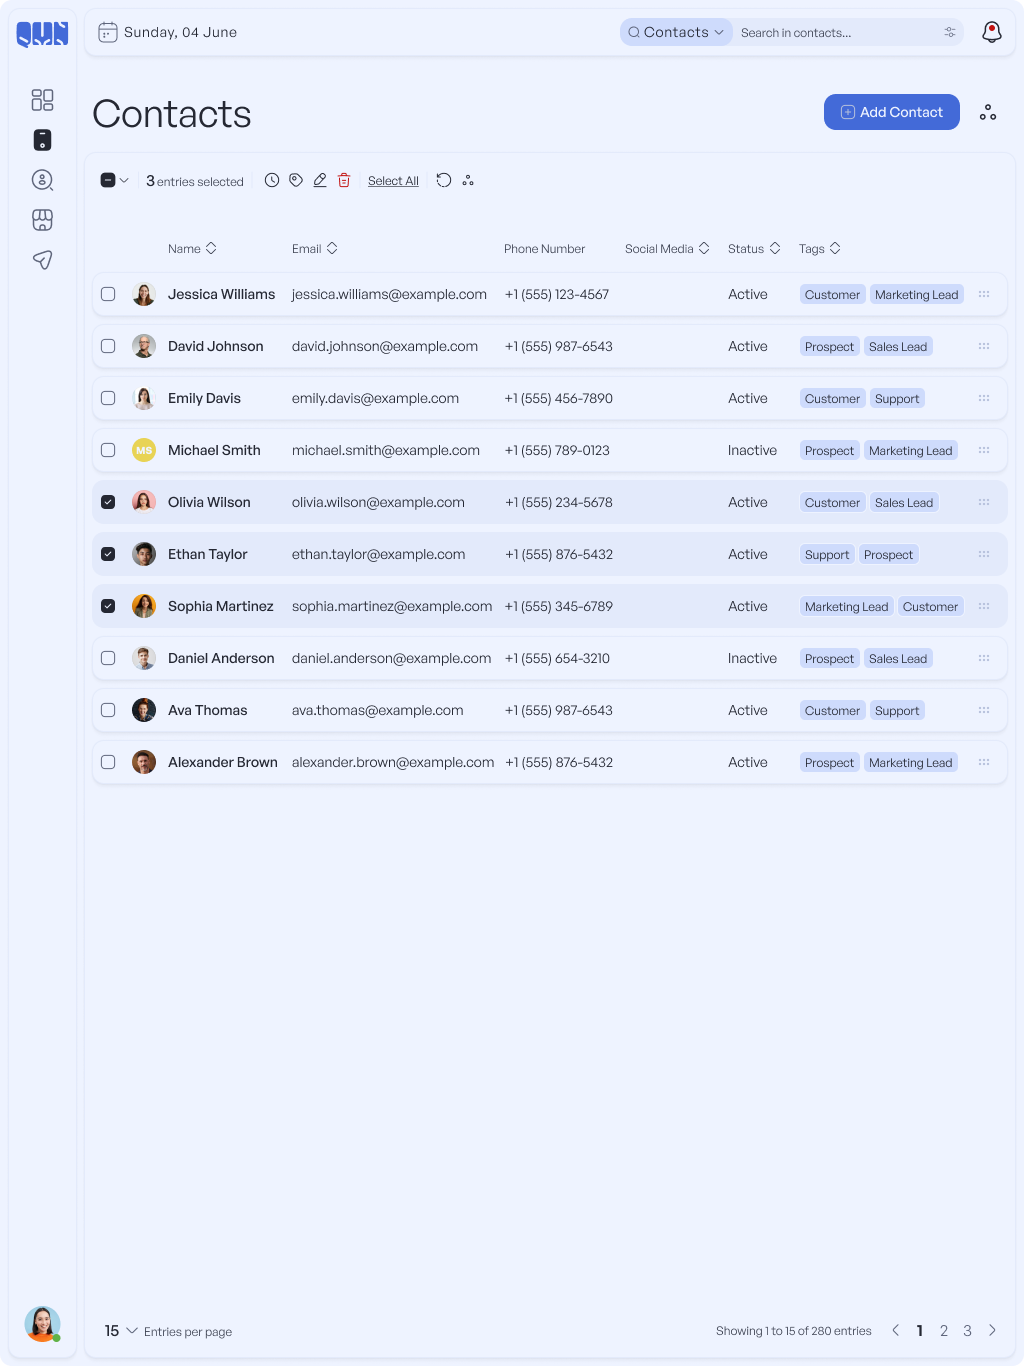 QUN
Sunday, 04 June
Contacts
Search in contacts...
Contacts
Add Contact
3 entries selected
Select All
Name Email Phone Number Social Media Status Tags
Jessica Williams jessica.williams@example.com +1 (555) 123-4567 Active Customer Marketing Lead
David Johnson david.johnson@example.com +1 (555) 987-6543 Active Prospect Sales Lead
Emily Davis emily.davis@example.com +1 (555) 456-7890 Active Customer Support
MS Michael Smith michael.smith@example.com +1 (555) 789-0123 Inactive Prospect Marketing Lead
Olivia Wilson olivia.wilson@example.com +1 (555) 234-5678 Active Customer Sales Lead
Ethan Taylor ethan.taylor@example.com +1 (555) 876-5432 Active Support Prospect
Sophia Martinez sophia.martinez@example.com +1 (555) 345-6789 Active Marketing Lead Customer
Daniel Anderson daniel.anderson@example.com +1 (555) 654-3210 Inactive Prospect Sales Lead
Ava Thomas ava.thomas@example.com +1 (555) 987-6543 Active Customer Support
Alexander Brown alexander.brown@example.com +1 (555) 876-5432 Active Prospect Marketing Lead
15 Entries per page
Showing 1 to 15 of 280 entries
1 2 3